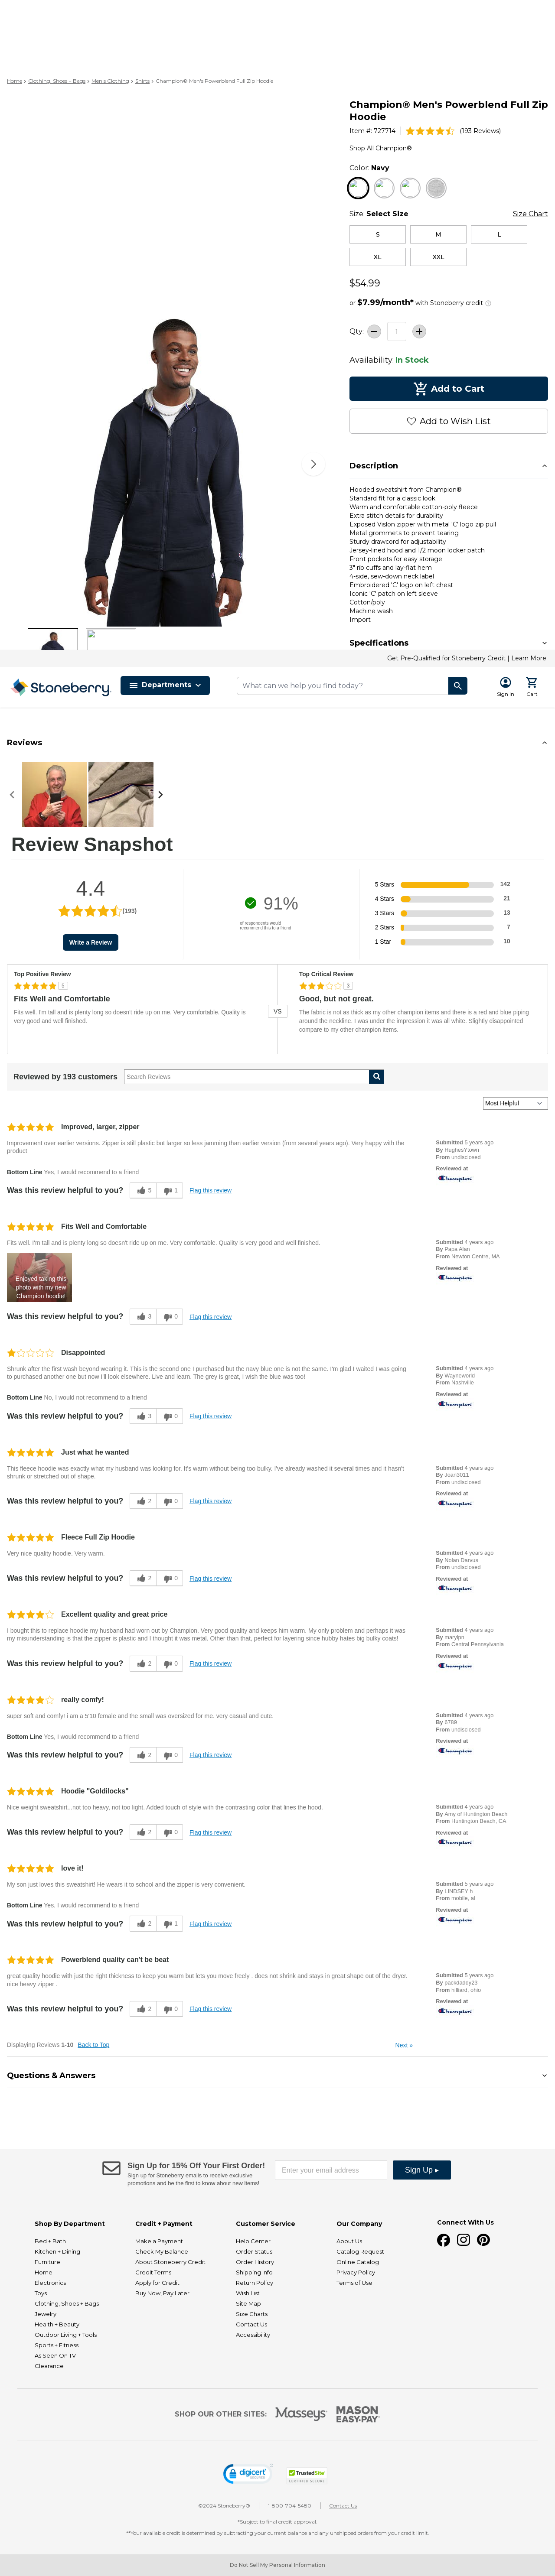 Home › Clothing, Shoes + Bags › Men's Clothing › Shirts › Champion® Men's Powerblend Full Zip Hoodie
Champion® Men's Powerblend Full Zip Hoodie
Item #: 727714 (193 Reviews)
Shop All Champion®
Color: Navy
Size: Select Size Size Chart
S M L
XL XXL
$54.99
or $7.99/month* with Stoneberry credit
Qty: 1
Availability: In Stock
Add to Cart
Add to Wish List
Description
Hooded sweatshirt from Champion®
Standard fit for a classic look
Warm and comfortable cotton-poly fleece
Extra stitch details for durability
Exposed Vislon zipper with metal 'C' logo zip pull
Metal grommets to prevent tearing
Sturdy drawcord for adjustability
Jersey-lined hood and 1/2 moon locker patch
Front pockets for easy storage
3" rib cuffs and lay-flat hem
4-side, sew-down neck label
Embroidered 'C' logo on left chest
Iconic 'C' patch on left sleeve
Cotton/poly
Machine wash
Import
Specifications
Get Pre-Qualified for Stoneberry Credit | Learn More
Stoneberry. Departments What can we help you find today? Sign In Cart
Reviews
Review Snapshot
4.4
(193)
Write a Review
91%
of respondents would
recommend this to a friend
5 Stars 142
4 Stars 21
3 Stars 13
2 Stars 7
1 Star 10
Top Positive Review
5
Fits Well and Comfortable
Fits well. I'm tall and is plenty long so doesn't ride up on me. Very comfortable. Quality is
very good and well finished.
VS
Top Critical Review
3
Good, but not great.
The fabric is not as thick as my other champion items and there is a red and blue piping
around the neckline. I was under the impression it was all white. Slightly disappointed
compare to my other champion items.
Reviewed by 193 customers Search Reviews
Most Helpful
Improved, larger, zipper
Improvement over earlier versions. Zipper is still plastic but larger so less jamming than earlier version (from several years ago). Very happy with the
product
Bottom Line Yes, I would recommend to a friend
Was this review helpful to you? 5 1 Flag this review
Submitted 5 years ago
By HughesYtown
From undisclosed
Reviewed at
Champion
Fits Well and Comfortable
Fits well. I'm tall and is plenty long so doesn't ride up on me. Very comfortable. Quality is very good and well finished.
Enjoyed taking this
photo with my new
Champion hoodie!
Was this review helpful to you? 3 0 Flag this review
Submitted 4 years ago
By Papa Alan
From Newton Centre, MA
Reviewed at
Champion
Disappointed
Shrunk after the first wash beyond wearing it. This is the second one I purchased but the navy blue one is not the same. I'm glad I waited I was going
to purchased another one but now I'll look elsewhere. Live and learn. The grey is great, I wish the blue was too!
Bottom Line No, I would not recommend to a friend
Was this review helpful to you? 3 0 Flag this review
Submitted 4 years ago
By Wayneworld
From Nashville
Reviewed at
Champion
Just what he wanted
This fleece hoodie was exactly what my husband was looking for. It's warm without being too bulky. I've already washed it several times and it hasn't
shrunk or stretched out of shape.
Was this review helpful to you? 2 0 Flag this review
Submitted 4 years ago
By Joan3011
From undisclosed
Reviewed at
Champion
Fleece Full Zip Hoodie
Very nice quality hoodie. Very warm.
Was this review helpful to you? 2 0 Flag this review
Submitted 4 years ago
By Nolan Darvus
From undisclosed
Reviewed at
Champion
Excellent quality and great price
I bought this to replace hoodie my husband had worn out by Champion. Very good quality and keeps him warm. My only problem and perhaps it was
my misunderstanding is that the zipper is plastic and I thought it was metal. Other than that, perfect for layering since hubby hates big bulky coats!
Was this review helpful to you? 2 0 Flag this review
Submitted 4 years ago
By marylpn
From Central Pennsylvania
Reviewed at
Champion
really comfy!
super soft and comfy! i am a 5'10 female and the small was oversized for me. very casual and cute.
Bottom Line Yes, I would recommend to a friend
Was this review helpful to you? 2 0 Flag this review
Submitted 4 years ago
By 6789
From undisclosed
Reviewed at
Champion
Hoodie "Goldilocks"
Nice weight sweatshirt...not too heavy, not too light. Added touch of style with the contrasting color that lines the hood.
Was this review helpful to you? 2 0 Flag this review
Submitted 4 years ago
By Amy of Huntington Beach
From Huntington Beach, CA
Reviewed at
Champion
love it!
My son just loves this sweatshirt! He wears it to school and the zipper is very convenient.
Bottom Line Yes, I would recommend to a friend
Was this review helpful to you? 2 1 Flag this review
Submitted 5 years ago
By LINDSEY h
From mobile, al
Reviewed at
Champion
Powerblend quality can't be beat
great quality hoodie with just the right thickness to keep you warm but lets you move freely . does not shrink and stays in great shape out of the dryer.
nice heavy zipper .
Was this review helpful to you? 2 0 Flag this review
Submitted 5 years ago
By packdaddy23
From hilliard, ohio
Reviewed at
Champion
Displaying Reviews 1-10 Back to Top Next »
Questions & Answers
Sign Up for 15% Off Your First Order!
Sign up for Stoneberry emails to receive exclusive
promotions and be the first to know about new items!
Enter your email address Sign Up ▸
Shop By Department
Bed + Bath
Kitchen + Dining
Furniture
Home
Electronics
Toys
Clothing, Shoes + Bags
Jewelry
Health + Beauty
Outdoor Living + Tools
Sports + Fitness
As Seen On TV
Clearance
Credit + Payment
Make a Payment
Check My Balance
About Stoneberry Credit
Credit Terms
Apply for Credit
Buy Now, Pay Later
Customer Service
Help Center
Order Status
Order History
Shipping Info
Return Policy
Wish List
Site Map
Size Charts
Contact Us
Accessibility
Our Company
About Us
Catalog Request
Online Catalog
Privacy Policy
Terms of Use
Connect With Us
SHOP OUR OTHER SITES: Masseys MASON EASY-PAY
digicert TrustedSite
CERTIFIED SECURE
©2024 Stoneberry® 1-800-704-5480 Contact Us
*Subject to final credit approval
**Your available credit is determined by subtracting your current balance and any unshipped orders from your credit limit.
Do Not Sell My Personal Information